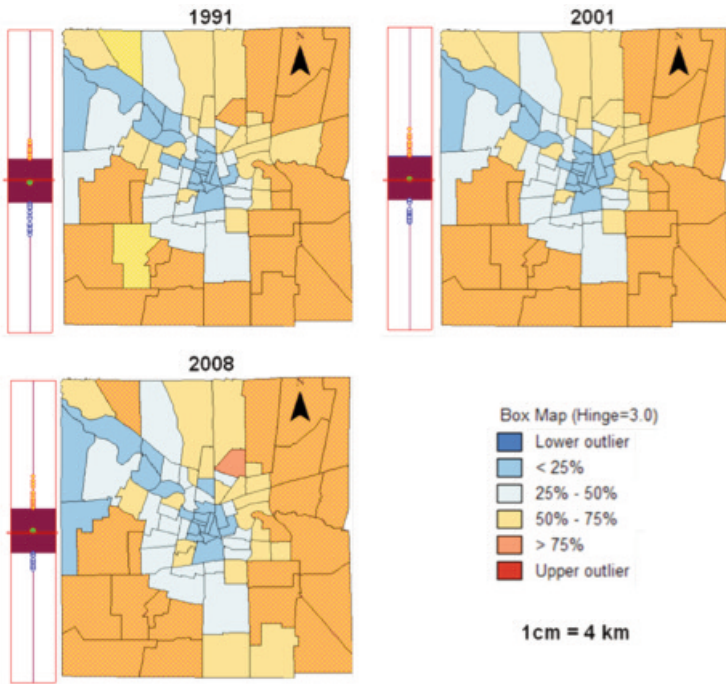 1991
2001
N
N
2008
N
Box Map (Hinge=3.0)
Lower outlier
< 25%
25% - 50%
50% - 75%
> 75%
Upper outlier
1cm = 4 km